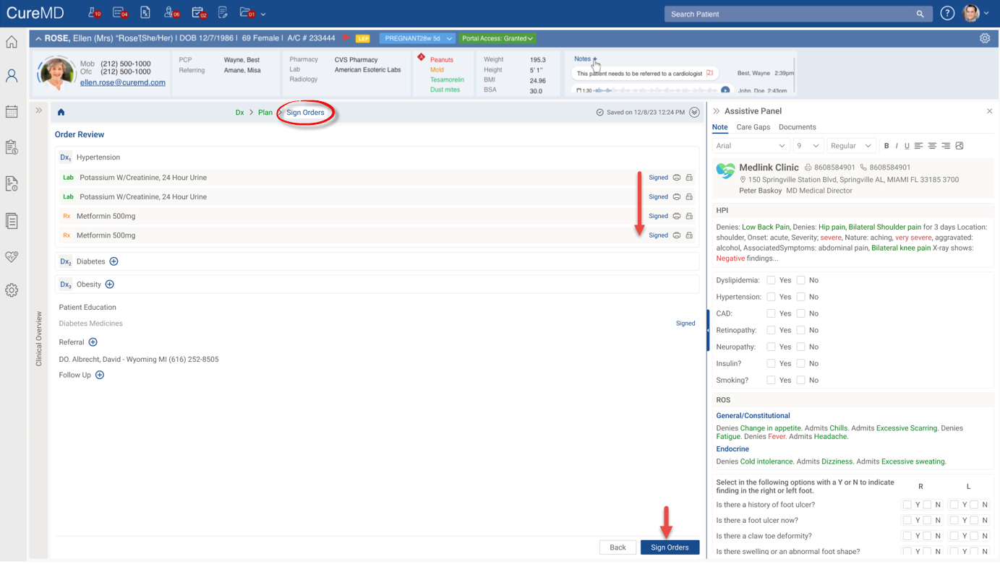 CureMD
10
04
06
02
01
Search Patient
ROSE, Ellen (Mrs) "Rose'(She/Her) | DOB 12/7/1986 | 69 Female | A/C # 233444
LEP
PREGNANT28w 5d
Portal Access: Granted
Mob (212) 500-1000
Ofc (212) 500-1000
ellen.rose@curemd.com
PCP Wayne, Best
Referring Amane, Misa
Pharmacy CVS Pharmacy
Lab American Esoteric Labs
Radiology
Peanuts
Mold
Tesamorelin
Dust mites
Weight 195.3
Height 5' 1"
BMI 24.96
BSA 30.0
Notes +
This patient needs to be referred to a cardiologist
Best, Wayne 2:39pm
1:30
John, Doe 2:43pm
Clinical Overview
Dx > Plan > Sign Orders
Saved on 12/8/23 12:24 PM
Order Review
Dx1 Hypertension
Lab Potassium W/Creatinine, 24 Hour Urine Signed
Lab Potassium W/Creatinine, 24 Hour Urine Signed
Rx Metformin 500mg Signed
Rx Metformin 500mg Signed
Dx2 Diabetes
Dx3 Obesity
Patient Education
Diabetes Medicines Signed
Referral
DO. Albrecht, David - Wyoming MI (616) 252-8505
Follow Up
Back
Sign Orders
Assistive Panel
Note Care Gaps Documents
Arial 9 Regular B I U
Medlink Clinic 8608584901 8608584901
150 Springville Station Blvd, Springville AL, MIAMI FL 33185 3700
Peter Baskoy MD Medical Director
HPI
Denies: Low Back Pain, Denies: Hip pain, Bilateral Shoulder pain for 3 days Location:
shoulder, Onset: acute, Severity; severe, Nature: aching, very severe, aggravated:
alcohol, AssociatedSymptoms: abdominal pain, Bilateral knee pain X-ray shows:
Negative findings...
Dyslipidemia: Yes No
Hypertension: Yes No
CAD: Yes No
Retinopathy: Yes No
Neuropathy: Yes No
Insulin? Yes No
Smoking? Yes No
ROS
General/Constitutional
Denies Change in appetite. Admits Chills. Admits Excessive Scarring. Denies
Fatigue. Denies Fever. Admits Headache.
Endocrine
Denies Cold intolerance. Admits Dizziness. Admits Excessive sweating.
Select in the following options with a Y or N to indicate
finding in the right or left foot.
R L
Is there a history of foot ulcer? Y N Y N
Is there a foot ulcer now? Y N Y N
Is there a claw toe deformity? Y N Y N
Is there swelling or an abnormal foot shape? Y N Y N